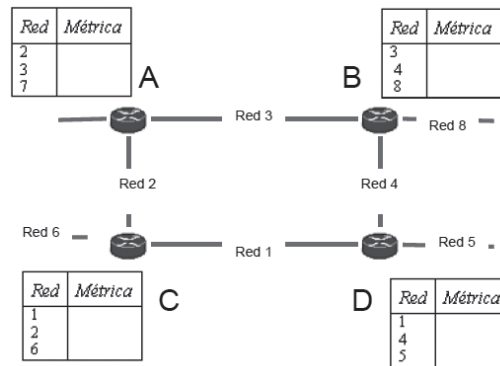 Red Métrica
2
3
7
A
B
Red Métrica
3
4
8
Red 3
Red 8
Red 2
Red 4
Red 6
Red 1
Red 5
Red Métrica
1
2
6
C
D
Red Métrica
1
4
5